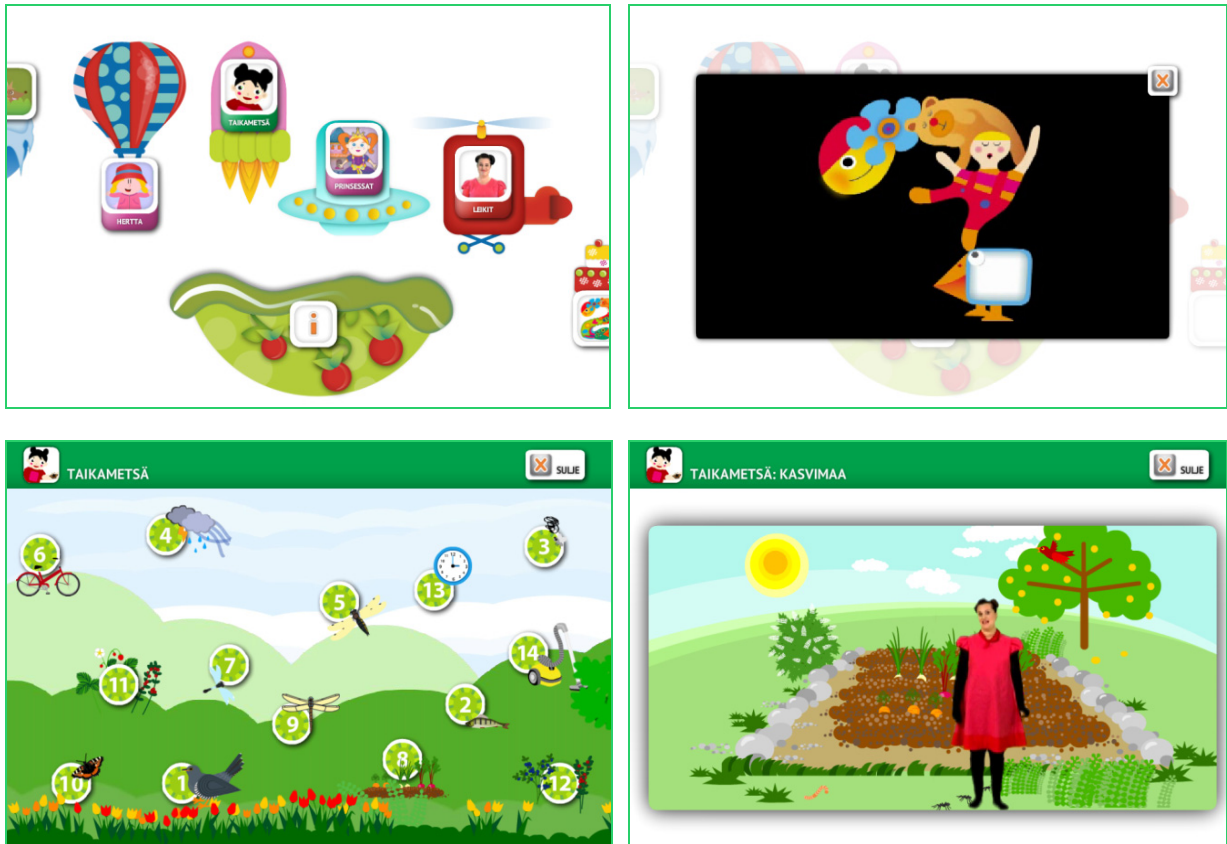 TAIKAMETSÄ
PRINSESSAT
LEIKIT
HERTTA
i
TAIKAMETSÄ
SULJE
TAIKAMETSÄ: KASVIMAA
SULJE
4
6
3
5
13
7
14
11
2
9
8
10
1
12